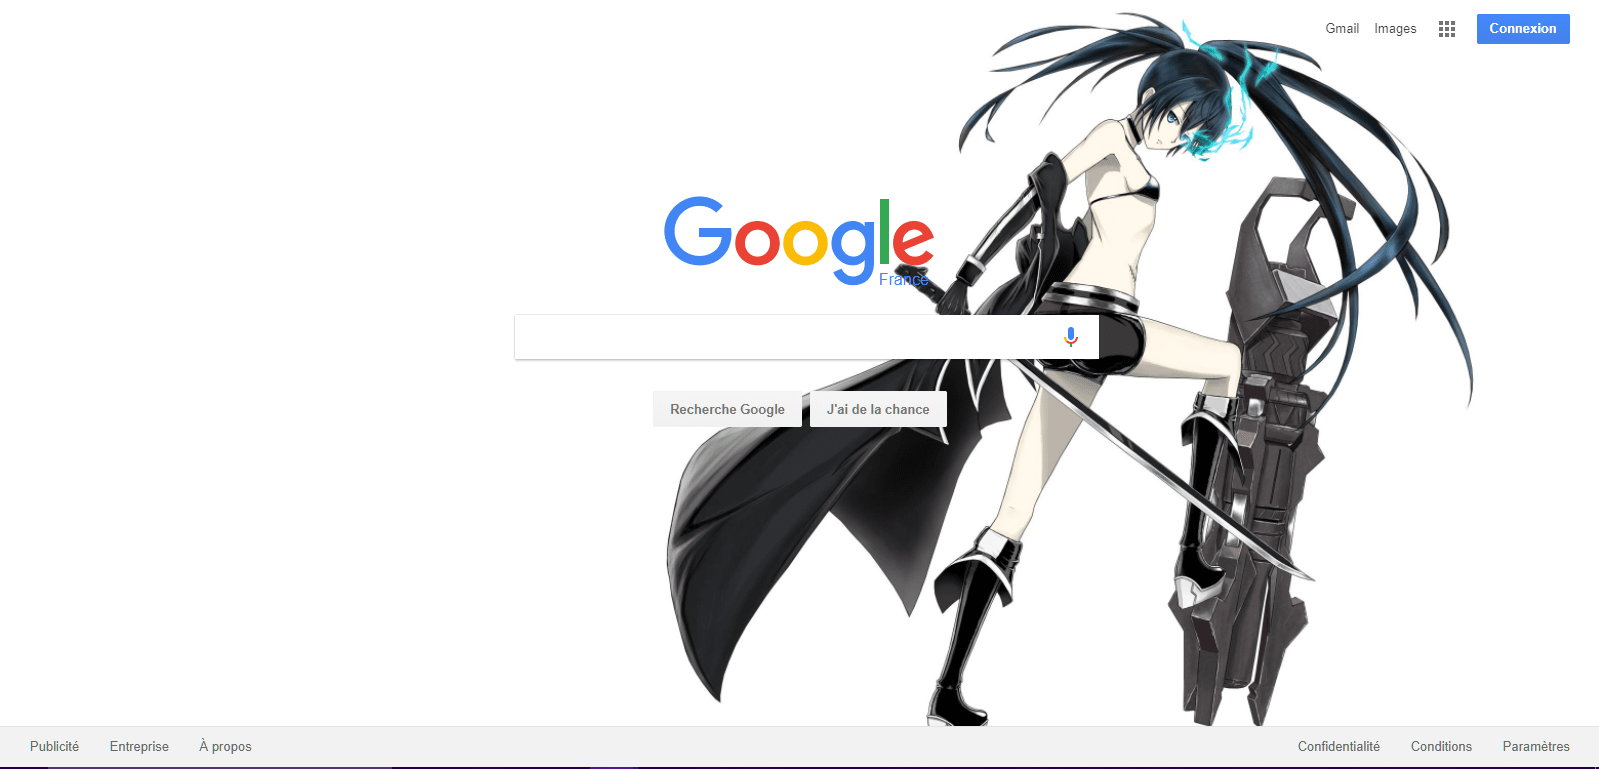 Gmail Images Connexion
Google
France
Recherche Google J'ai de la chance
Publicité Entreprise À propos Confidentialité Conditions Paramètres